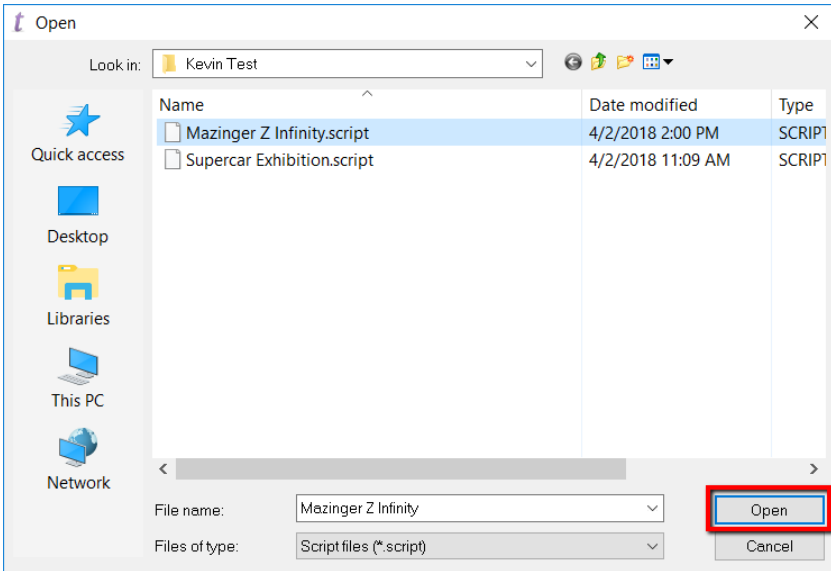 t Open
Look in: Kevin Test
Name Date modified Type
Mazinger Z Infinity.script 4/2/2018 2:00 PM SCRIPT
Supercar Exhibition.script 4/2/2018 11:09 AM SCRIPT
Quick access
Desktop
Libraries
This PC
Network
File name: Mazinger Z Infinity Open
Files of type: Script files (*.script) Cancel